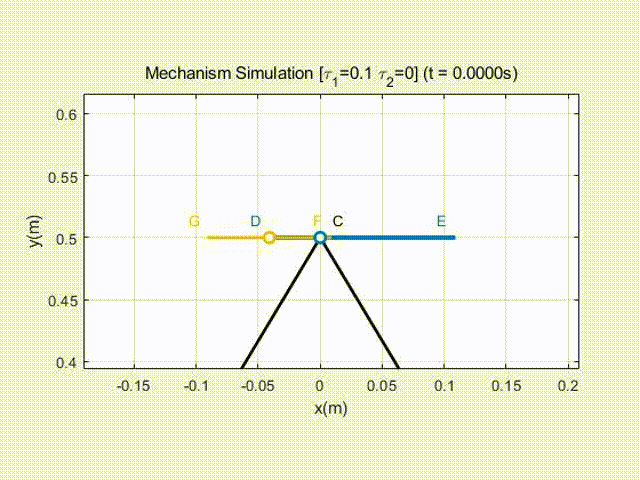 Mechanism Simulation [τ1=0.1 τ2=0] (t = 0.0000s)
0.6
0.55
0.5
0.45
0.4
y(m)
G D F C E
-0.15 -0.1 -0.05 0 0.05 0.1 0.15 0.2
x(m)